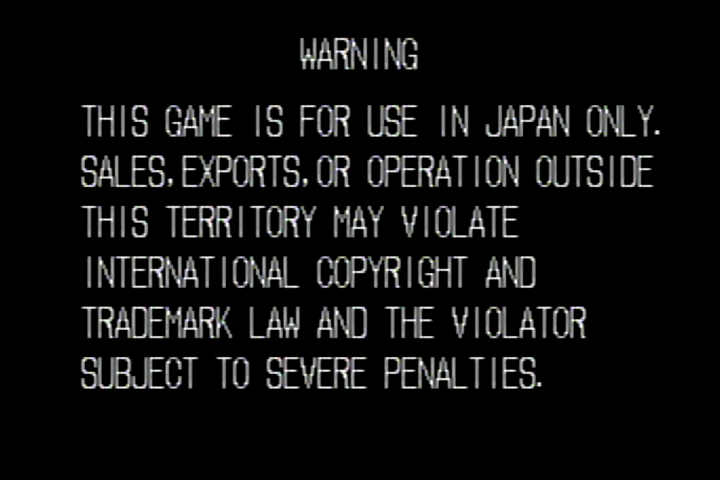 WARNING
THIS GAME IS FOR USE IN JAPAN ONLY.
SALES,EXPORTS,OR OPERATION OUTSIDE
THIS TERRITORY MAY VIOLATE
INTERNATIONAL COPYRIGHT AND
TRADEMARK LAW AND THE VIOLATOR
SUBJECT TO SEVERE PENALTIES.